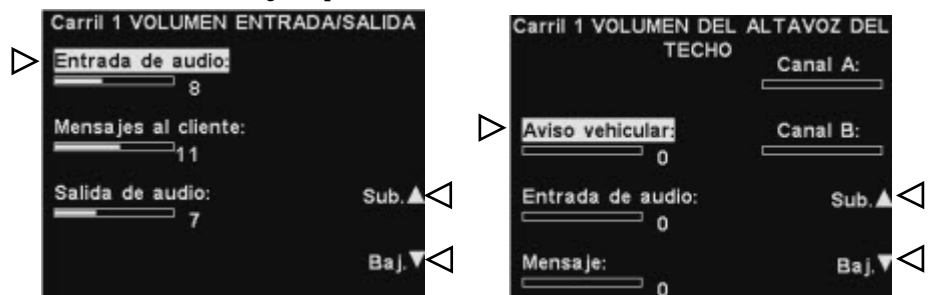 Carril 1 VOLUMEN ENTRADA/SALIDA
Entrada de audio:
8
Mensajes al cliente:
11
Salida de audio:
7
Sub.▲
Baj.▼
Carril 1 VOLUMEN DEL ALTAVOZ DEL
TECHO
Canal A:
Aviso vehicular:
0
Canal B:
Entrada de audio:
0
Sub.▲
Mensaje:
0
Baj.▼